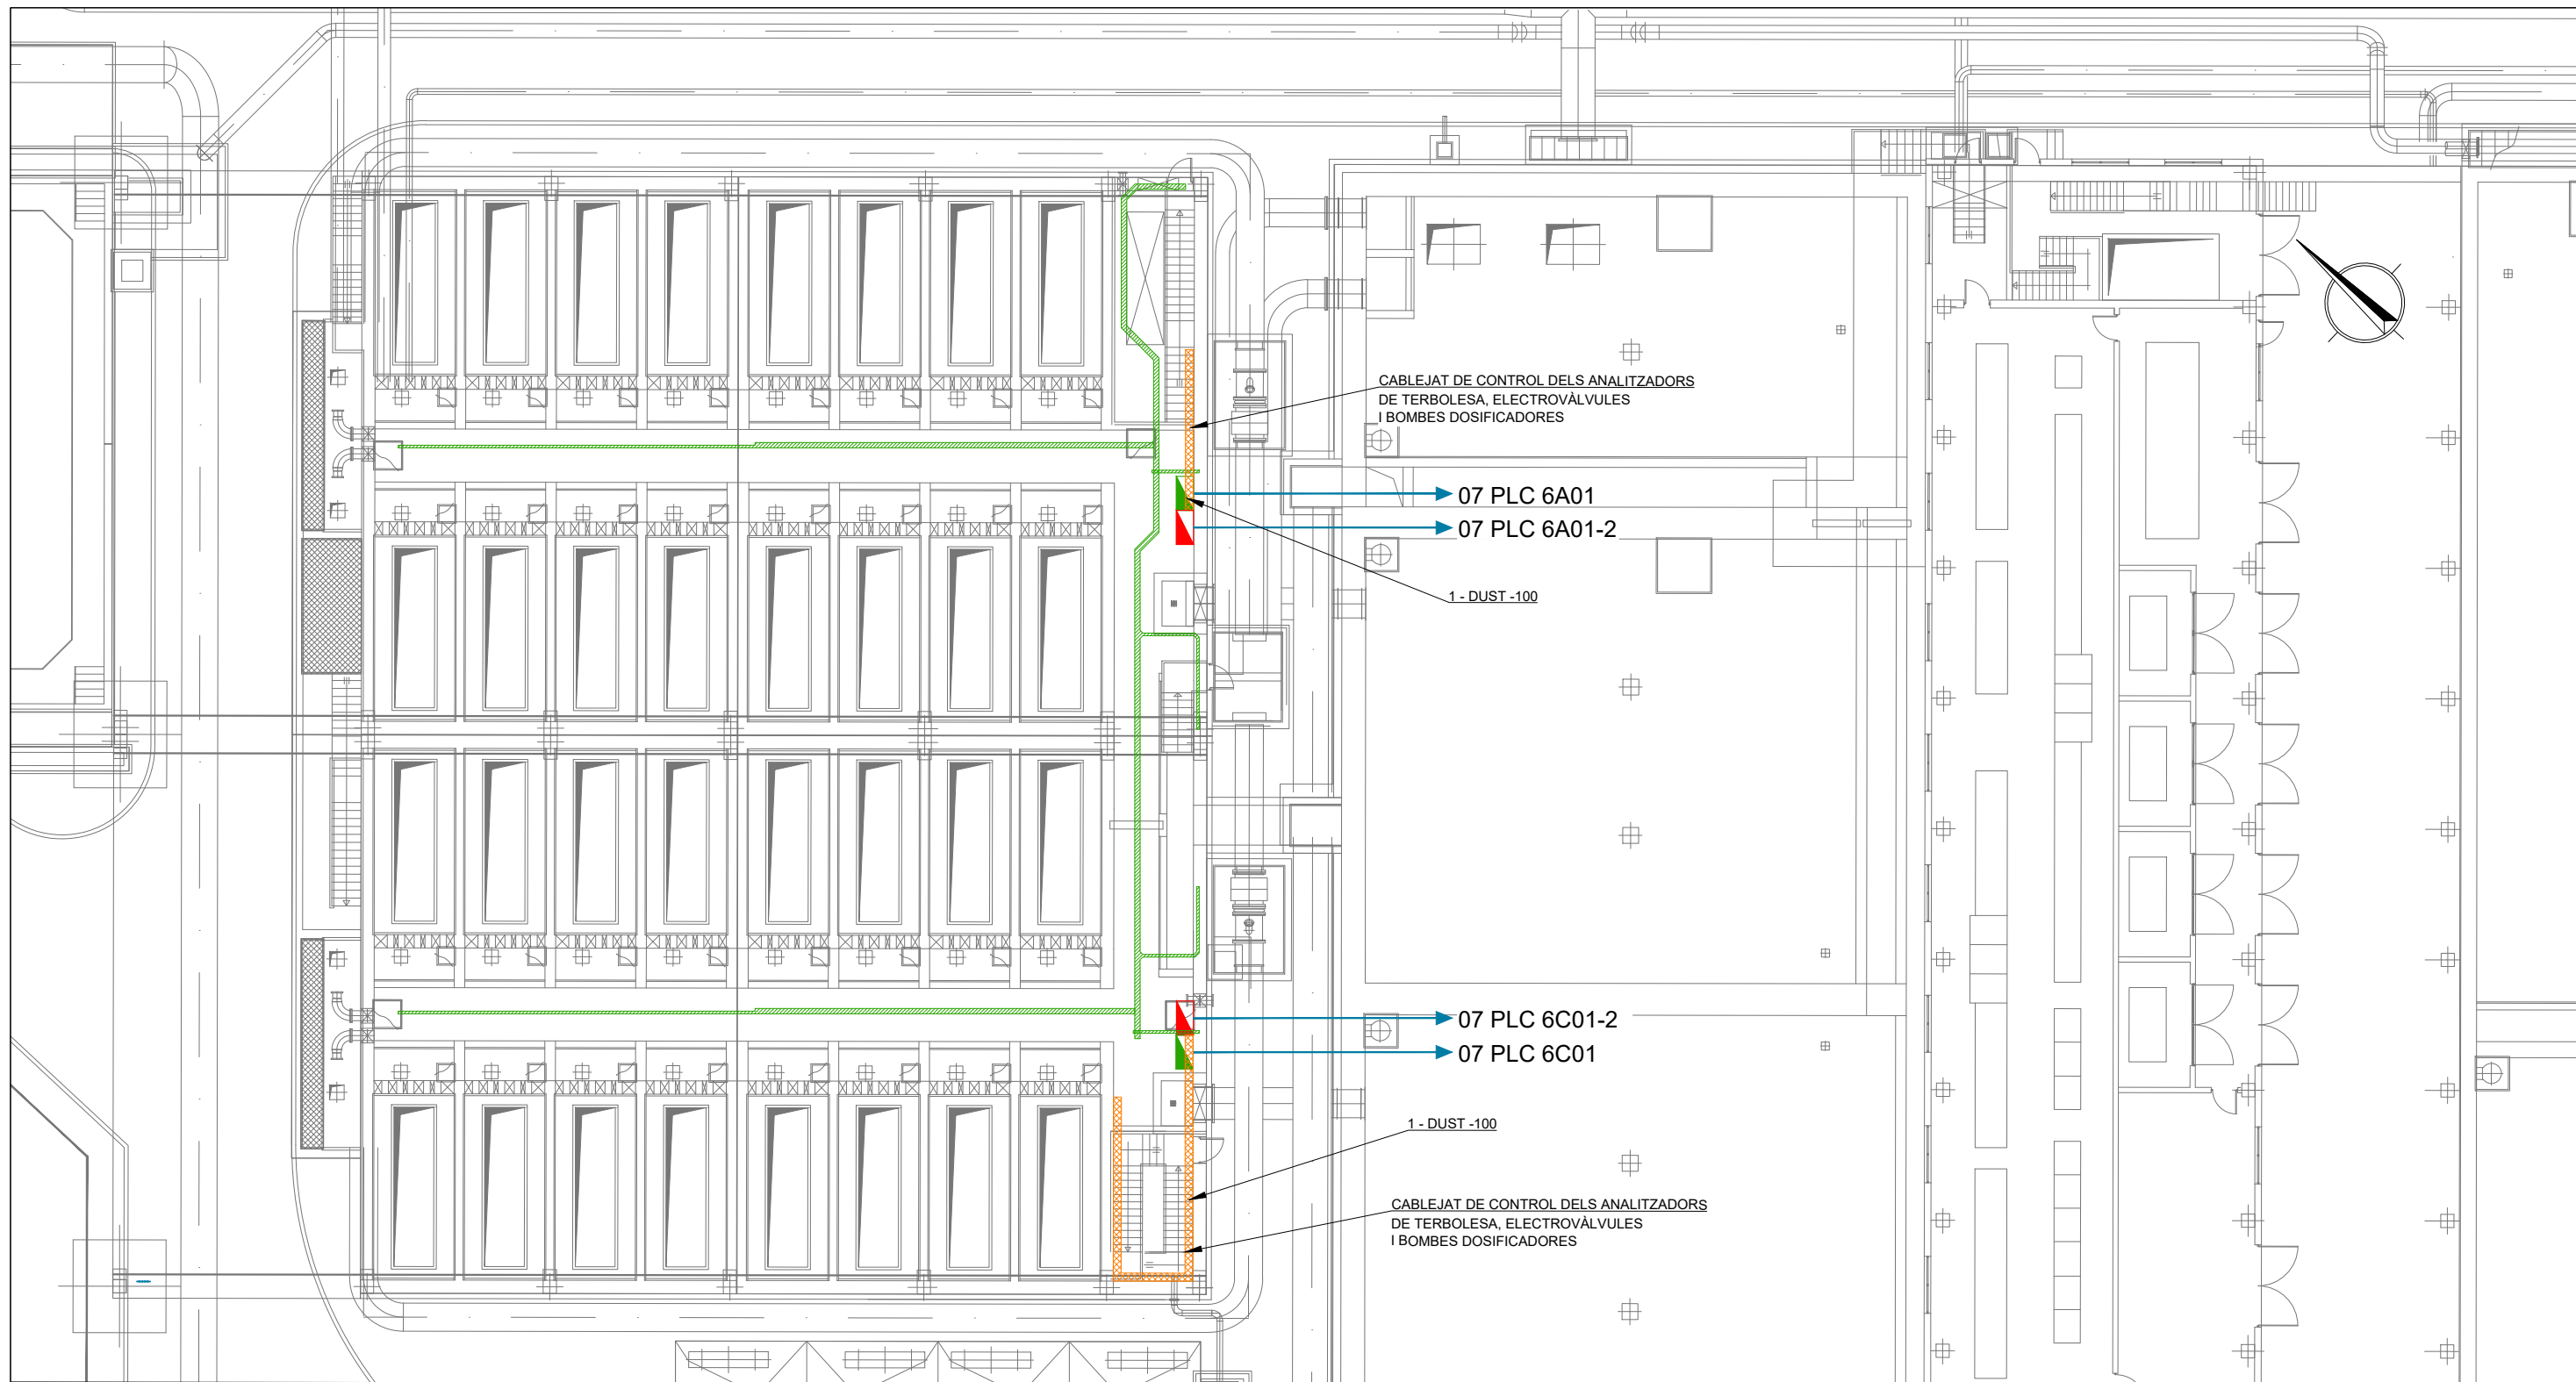 CABLEJAT DE CONTROL DELS ANALITZADORS
DE TERBOLESA, ELECTROVÀLVULES
I BOMBES DOSIFICADORES
07 PLC 6A01
07 PLC 6A01-2
1 - DUST -100
07 PLC 6C01-2
07 PLC 6C01
1 - DUST -100
CABLEJAT DE CONTROL DELS ANALITZADORS
DE TERBOLESA, ELECTROVÀLVULES
I BOMBES DOSIFICADORES